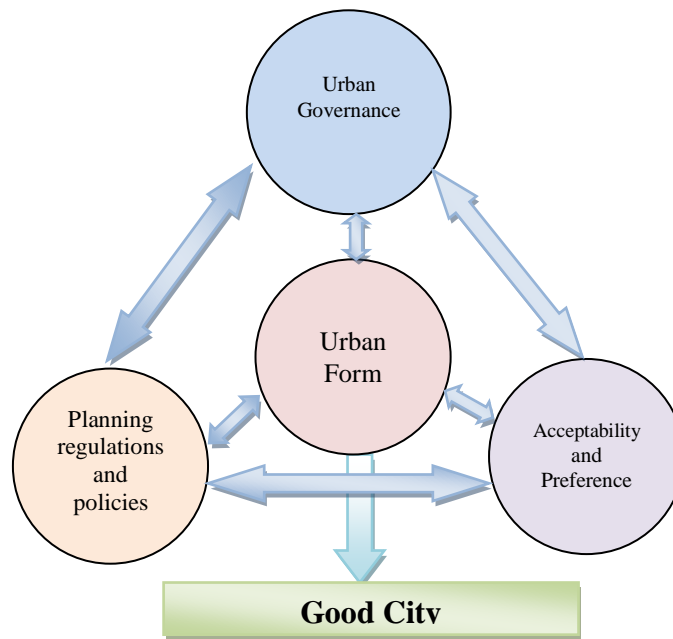 Urban
Governance
Urban
Form
Planning
regulations
and
policies
Acceptability
and
Preference
Good City